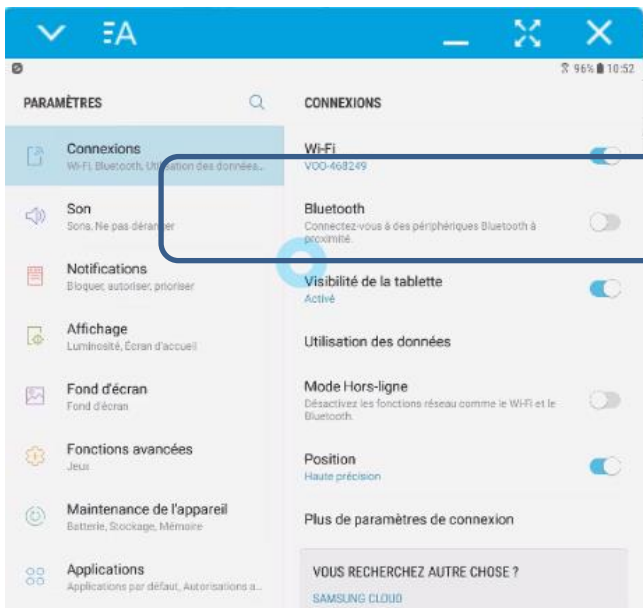 ΞA
96% 10:52
PARAMÈTRES
Connexions
Wi-Fi, Bluetooth, Utilisation des données...
Son
Sons, Ne pas déranger
Notifications
Bloquer, autoriser, prioriser
Affichage
Luminosité, Écran d'accueil
Fond d'écran
Fond d'écran
Fonctions avancées
Jeux
Maintenance de l'appareil
Batterie, Stockage, Mémoire
Applications
Applications par défaut, Autorisations a...
CONNEXIONS
Wi-Fi
VOO-468249
Bluetooth
Connectez-vous à des périphériques Bluetooth à
proximité.
Visibilité de la tablette
Activé
Utilisation des données
Mode Hors-ligne
Désactivez les fonctions réseau comme le Wi-Fi et le
Bluetooth.
Position
Haute précision
Plus de paramètres de connexion
VOUS RECHERCHEZ AUTRE CHOSE ?
SAMSUNG CLOUD